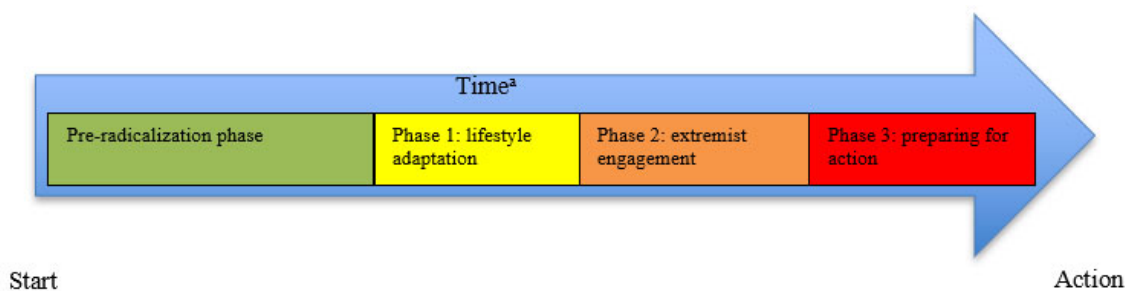 Timeᵃ
Pre-radicalization phase
Phase 1: lifestyle
adaptation
Phase 2: extremist
engagement
Phase 3: preparing for
action
Start
Action